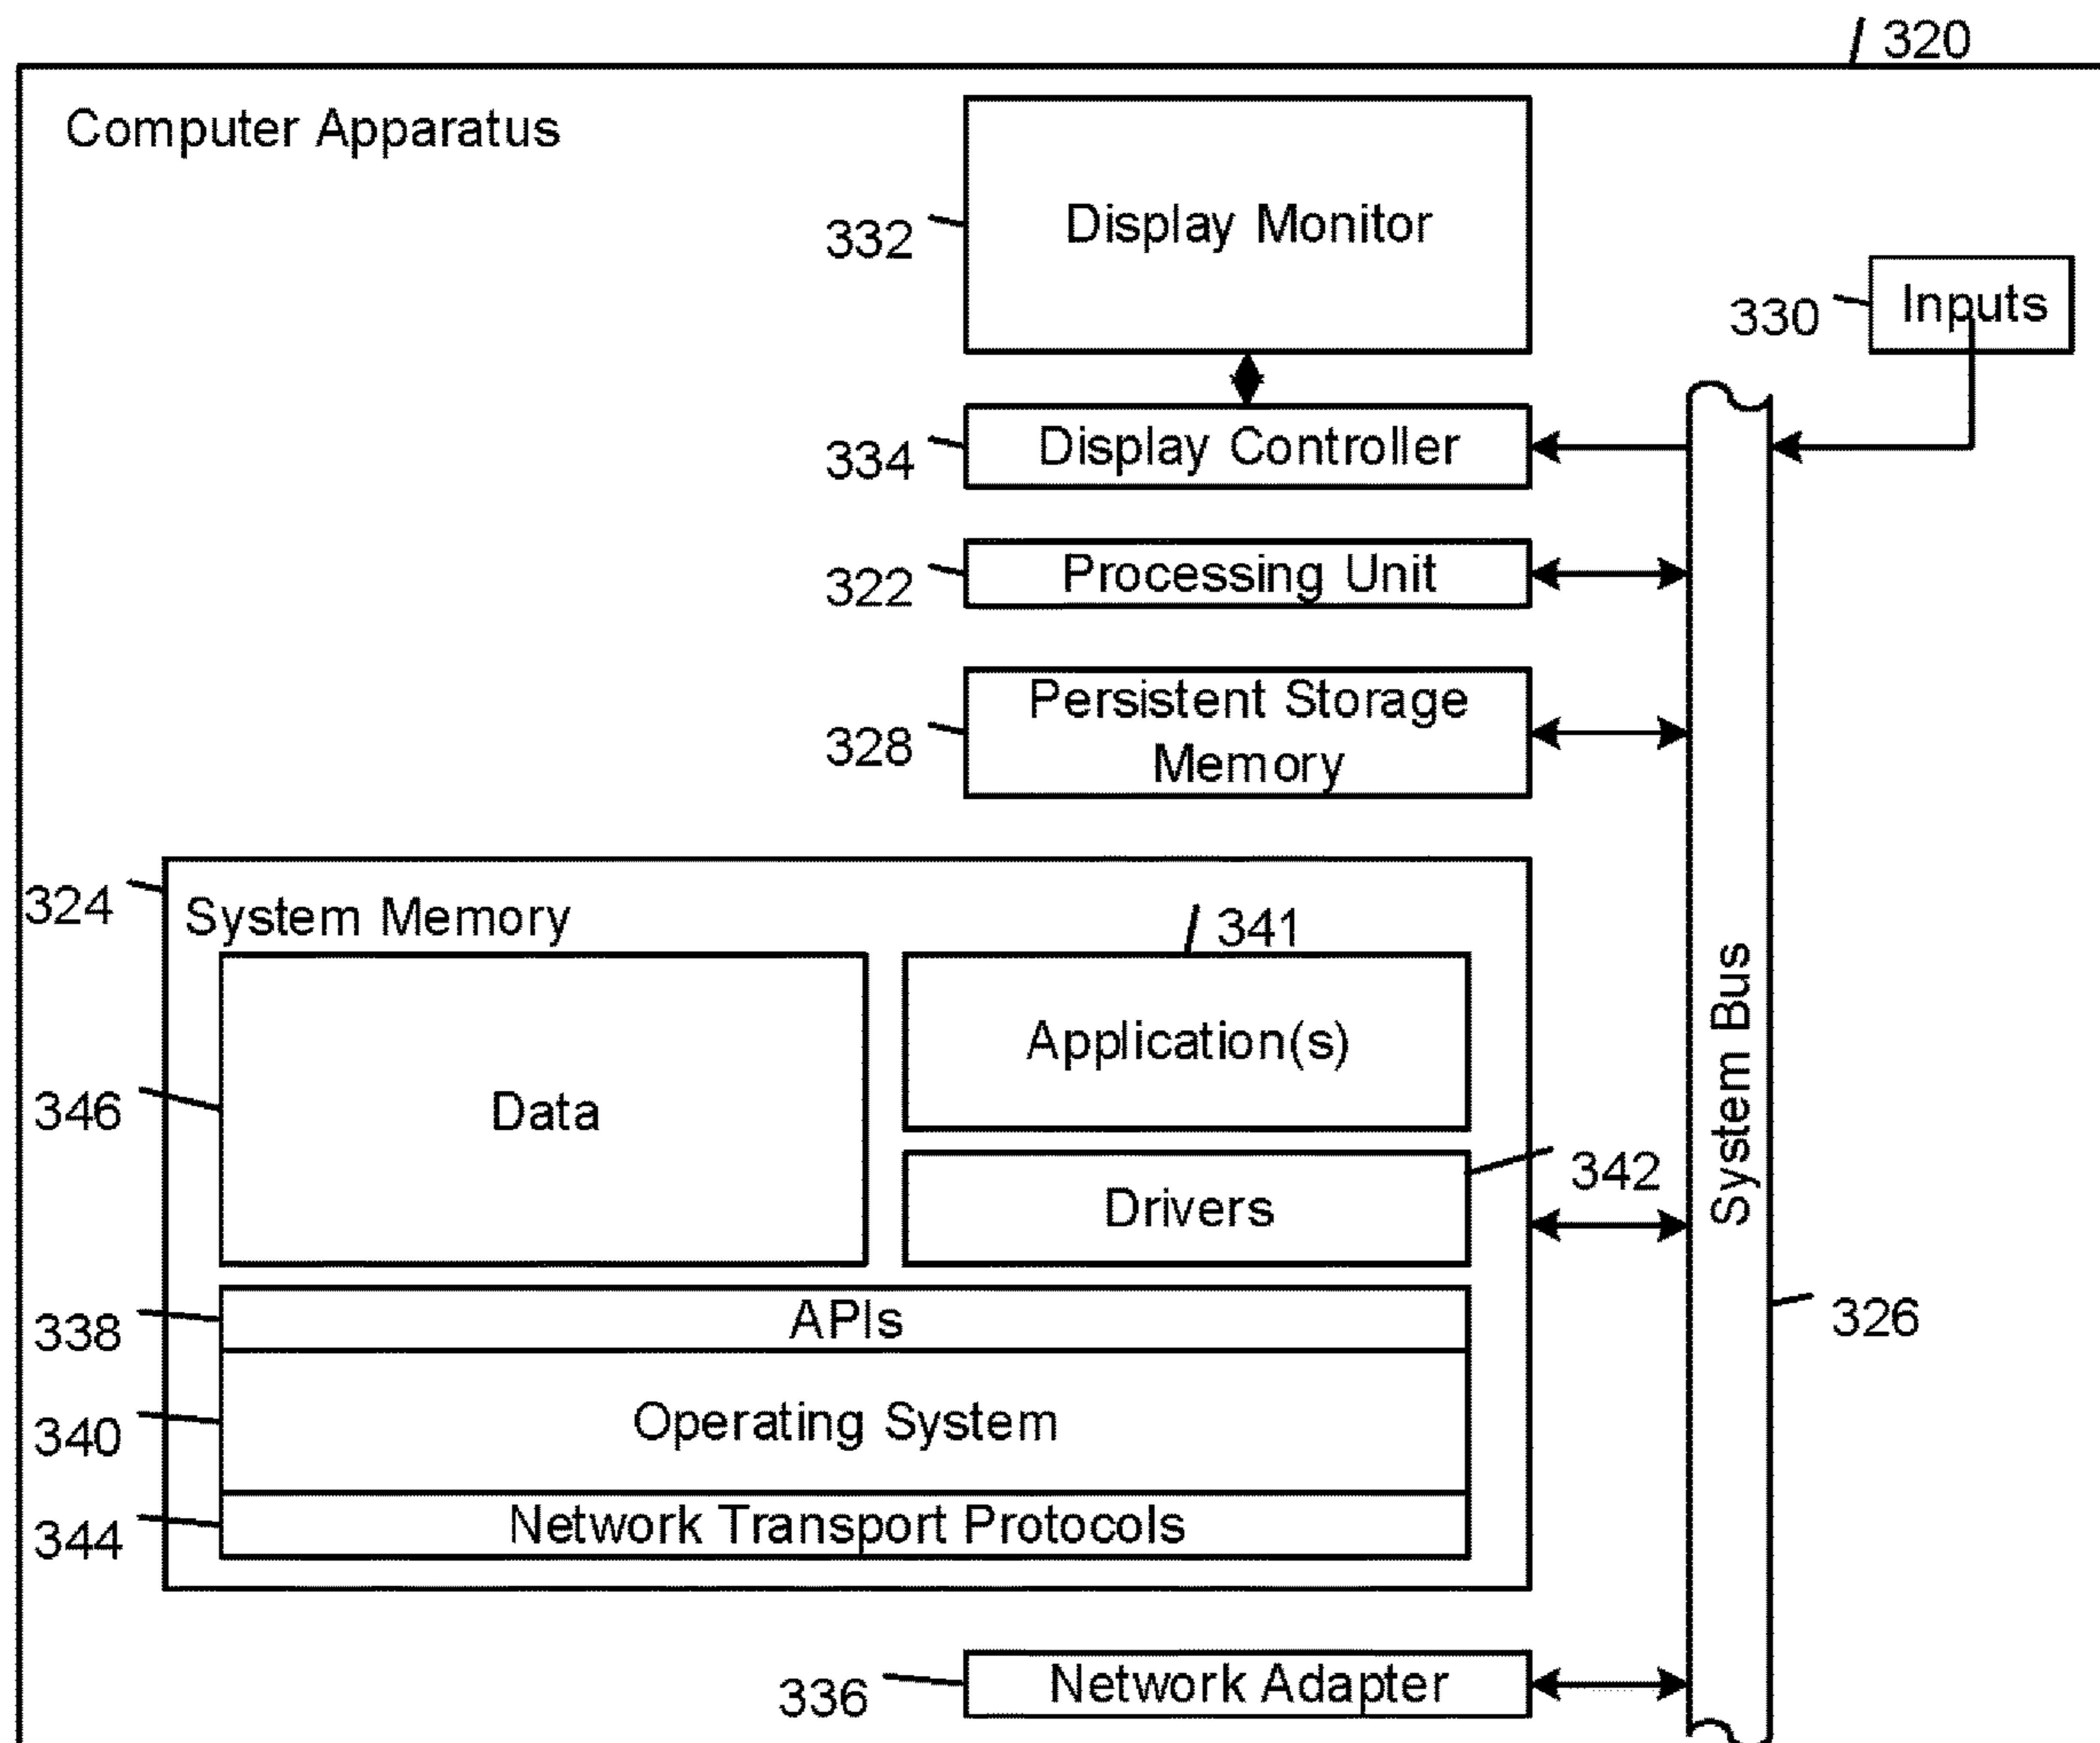 320
Computer Apparatus
332
Display Monitor
330
Inputs
334
Display Controller
322
Processing Unit
328
Persistent Storage
Memory
324
System Memory
341
346
Data
Application(s)
342
Drivers
System Bus
326
338
APIs
340
Operating System
344
Network Transport Protocols
336
Network Adapter